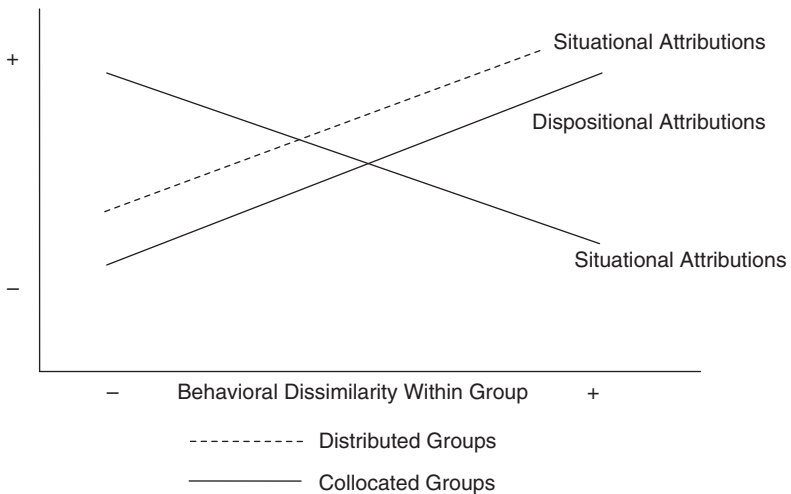 Situational Attributions
+
Dispositional Attributions
Situational Attributions
–
– Behavioral Dissimilarity Within Group +
Distributed Groups
Collocated Groups